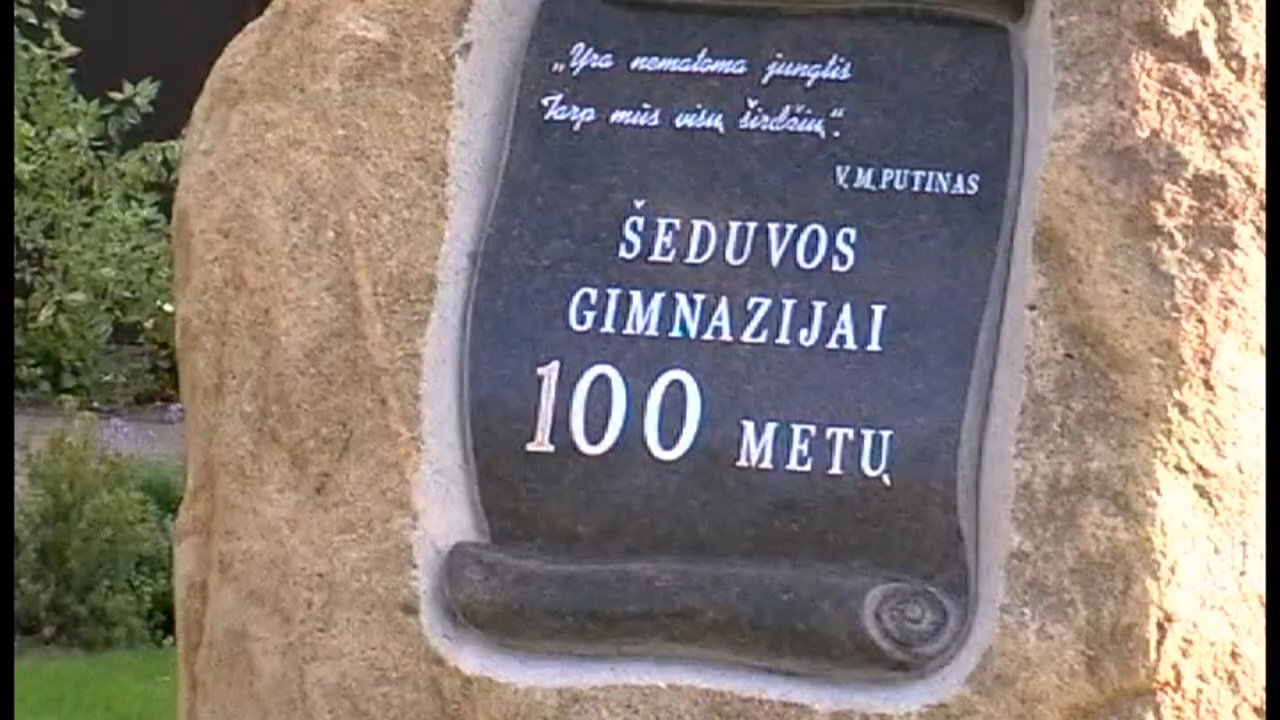 „Yra nematoma jungtis
Tarp mūs visų širdžių“.
V. M. PUTINAS
ŠEDUVOS
GIMNAZIJAI
100 METŲ